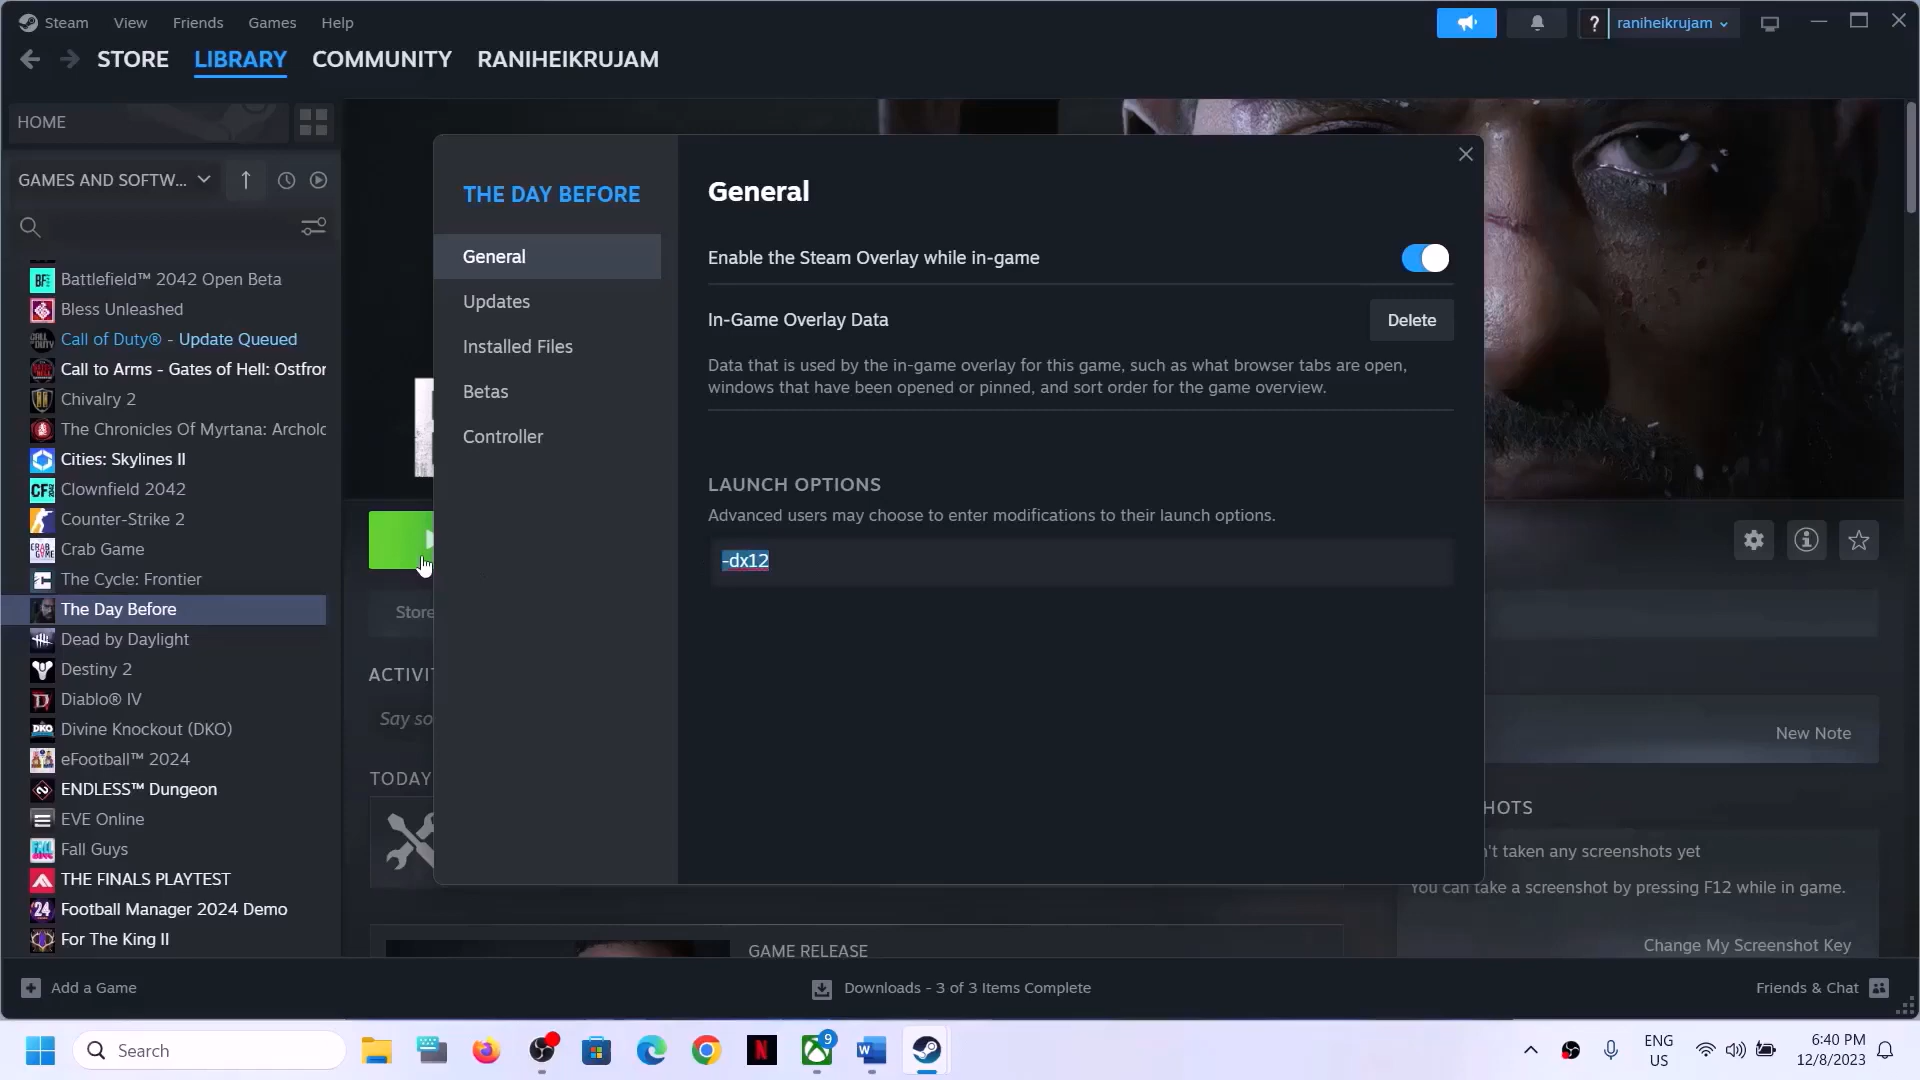 Steam View Friends Games Help
? raniheikrujam
STORE LIBRARY COMMUNITY RANIHEIKRUJAM
HOME
GAMES AND SOFTW...
Battlefield™ 2042 Open Beta
Bless Unleashed
Call of Duty® - Update Queued
Call to Arms - Gates of Hell: Ostfror
Chivalry 2
The Chronicles Of Myrtana: Archolc
Cities: Skylines II
Clownfield 2042
Counter-Strike 2
Crab Game
The Cycle: Frontier
The Day Before
Dead by Daylight
Destiny 2
Diablo® IV
Divine Knockout (DKO)
eFootball™ 2024
ENDLESS™ Dungeon
EVE Online
Fall Guys
THE FINALS PLAYTEST
Football Manager 2024 Demo
For The King II
THE DAY BEFORE
General
Updates
Installed Files
Betas
Controller
General
Enable the Steam Overlay while in-game
In-Game Overlay Data
Delete
Data that is used by the in-game overlay for this game, such as what browser tabs are open,
windows that have been opened or pinned, and sort order for the game overview.
LAUNCH OPTIONS
Advanced users may choose to enter modifications to their launch options.
-dx12
Store
ACTIVIT
Say so
TODAY
GAME RELEASE
New Note
HOTS
n't taken any screenshots yet
You can take a screenshot by pressing F12 while in game.
Change My Screenshot Key
Add a Game
Downloads - 3 of 3 Items Complete
Friends & Chat
Search
9
ENG
US
6:40 PM
12/8/2023